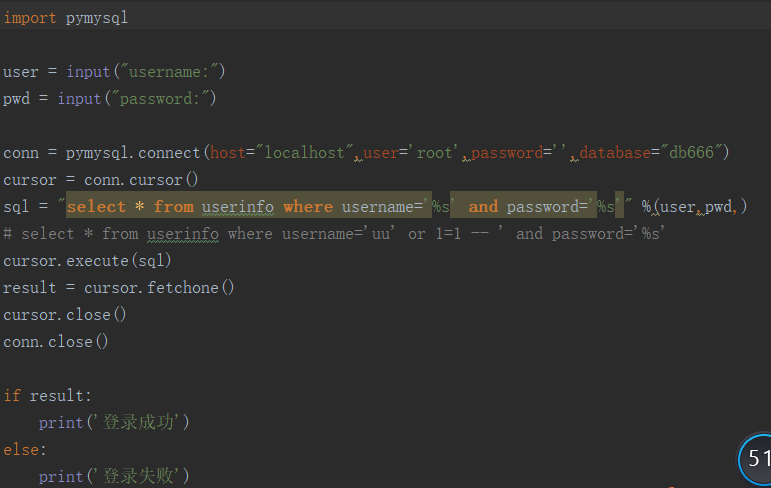 import pymysql
user = input("username:")
pwd = input("password:")
conn = pymysql.connect(host="localhost",user='root',password='',database="db666")
cursor = conn.cursor()
sql = "select * from userinfo where username='%s' and password='%s'" %(user,pwd,)
# select * from userinfo where username='uu' or 1=1 -- ' and password='%s'
cursor.execute(sql)
result = cursor.fetchone()
cursor.close()
conn.close()
if result:
    print('登录成功')
else:
    print('登录失败')
51